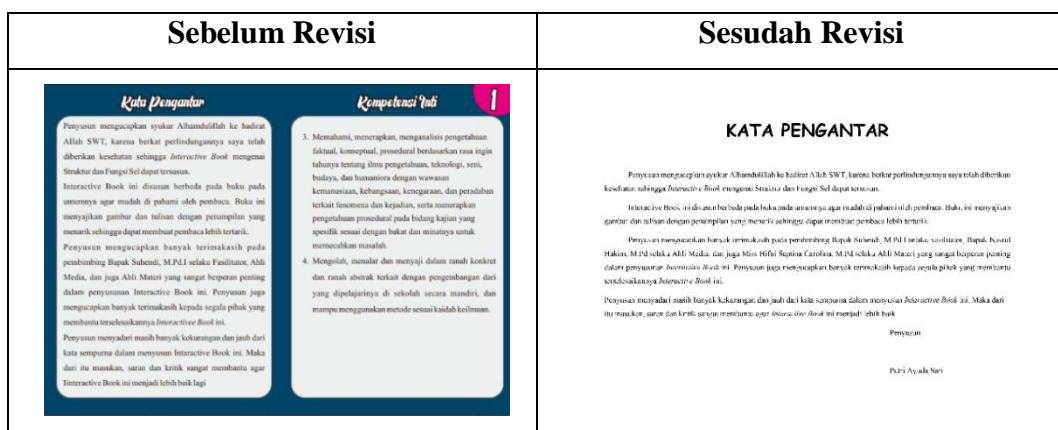 Sebelum Revisi
Sesudah Revisi
Kata Pengantar
Penyusun mengucapkan syukur Alhamdulillah ke hadirat
Allah SWT, karena berkat perlindungannya saya telah
diberikan kesehatan sehingga Interactive Book mengenai
Struktur dan Fungsi Sel dapat tersusun.
Interactive Book ini disusun berbeda pada buku pada
umumnya agar mudah di pahami oleh pembaca. Buku ini
menyajikan gambar dan tulisan dengan penampilan yang
menarik sehingga dapat membuat pembaca lebih tertarik.
Penyusun mengucapkan banyak terimakasih pada
pembimbing Bapak Suhendi, M.Pd.I selaku Fasilitator, Ahli
Media, dan juga Ahli Materi yang sangat berperan penting
dalam penyusunan Interactive Book ini. Penyusun juga
mengucapkan banyak terimakasih kepada segala pihak yang
membantu terselesaikannya Interactivee Book ini.
Penyusun menyadari masih banyak kekurangan dan jauh dari
kata sempurna dalam menyusun Intaractive Book ini. Maka
dari itu masukan, saran dan kritik sangat membantu agar
Iinteractive Book ini menjadi lebih baik lagi
Kompetensi Inti
1
3. Memahami, menerapkan, menganalisis pengetahuan
faktual, konseptual, prosedural berdasarkan rasa ingin
tahunya tentang ilmu pengetahuan, teknologi, seni,
budaya, dan humaniora dengan wawasan
kemanusiaan, kebangsaan, kenegaraan, dan peradaban
terkait fenomena dan kejadian, serta menerapkan
pengetahuan prosedural pada bidang kajian yang
spesifik sesuai dengan bakat dan minatnya untuk
memecahkan masalah.
4. Mengolah, menalar dan menyaji dalam ranah konkret
dan ranah abstrak terkait dengan pengembangan dari
yang dipelajarinya di sekolah secara mandiri, dan
mampu menggunakan metode sesuai kaidah keilmuan.
KATA PENGANTAR
Penyusun mengucapkan syukur Alhamdulillah ke hadirat Allah SWT, karena berkat perlindungannya saya telah diberikan
kesehatan sehingga Interactive Book mengenai Struktur dan Fungsi Sel dapat tersusun.
Interactive Book ini disusun berbeda pada buku pada umumnya agar mudah di pahami oleh pembaca. Buku ini menyajikan
gambar dan tulisan dengan penampilan yang menarik sehingga dapat membuat pembaca lebih tertarik.
Penyusun mengucapkan banyak terimakasih pada pembimbing Bapak Suhendi, M.Pd.I selaku fasilitator, Bapak Nasrul
Hakim, M.Pd selaku Ahli Media, dan juga Miss Hifni Septina Carolina, M.Pd selaku Ahli Materi yang sangat berperan penting
dalam penyusunan Interactive Book ini. Penyusun juga mengucapkan banyak terimakasih kepada segala pihak yang membantu
terselesaikannya Interactive Book ini.
Penyusun menyadari masih banyak kekurangan dan jauh dari kata sempurna dalam menyusun Interactive Book ini. Maka dari
itu masukan, saran dan kritik sangat membantu agar Interactive Book ini menjadi lebih baik
Penyusun
Putri Ayuda Sari